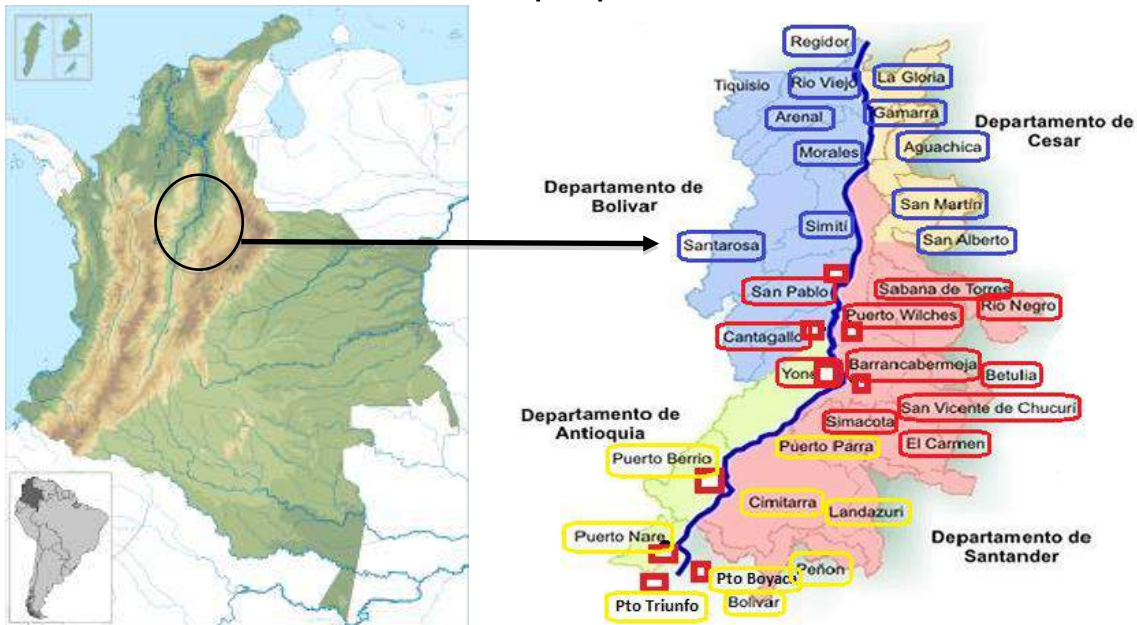 Regidor
Tiquisio
Rio Viejo
La Gloria
Arenal
Gamarra
Departamento de
Cesar
Morales
Aguachica
Departamento de
Bolivar
San Martín
Simití
Santarosa
San Alberto
San Pablo
Sabana de Torres
Rio Negro
Puerto Wilches
Cantagallo
Barrancabermeja
Betulia
San Vicente de Chucurí
Departamento de
Antioquia
Simacota
El Carmen
Puerto Parra
Puerto Berrio
Cimitarra
Landazuri
Puerto Nare
Departamento de
Santander
Peñon
Pto Boyacá
Pto Triunfo
Bolivar